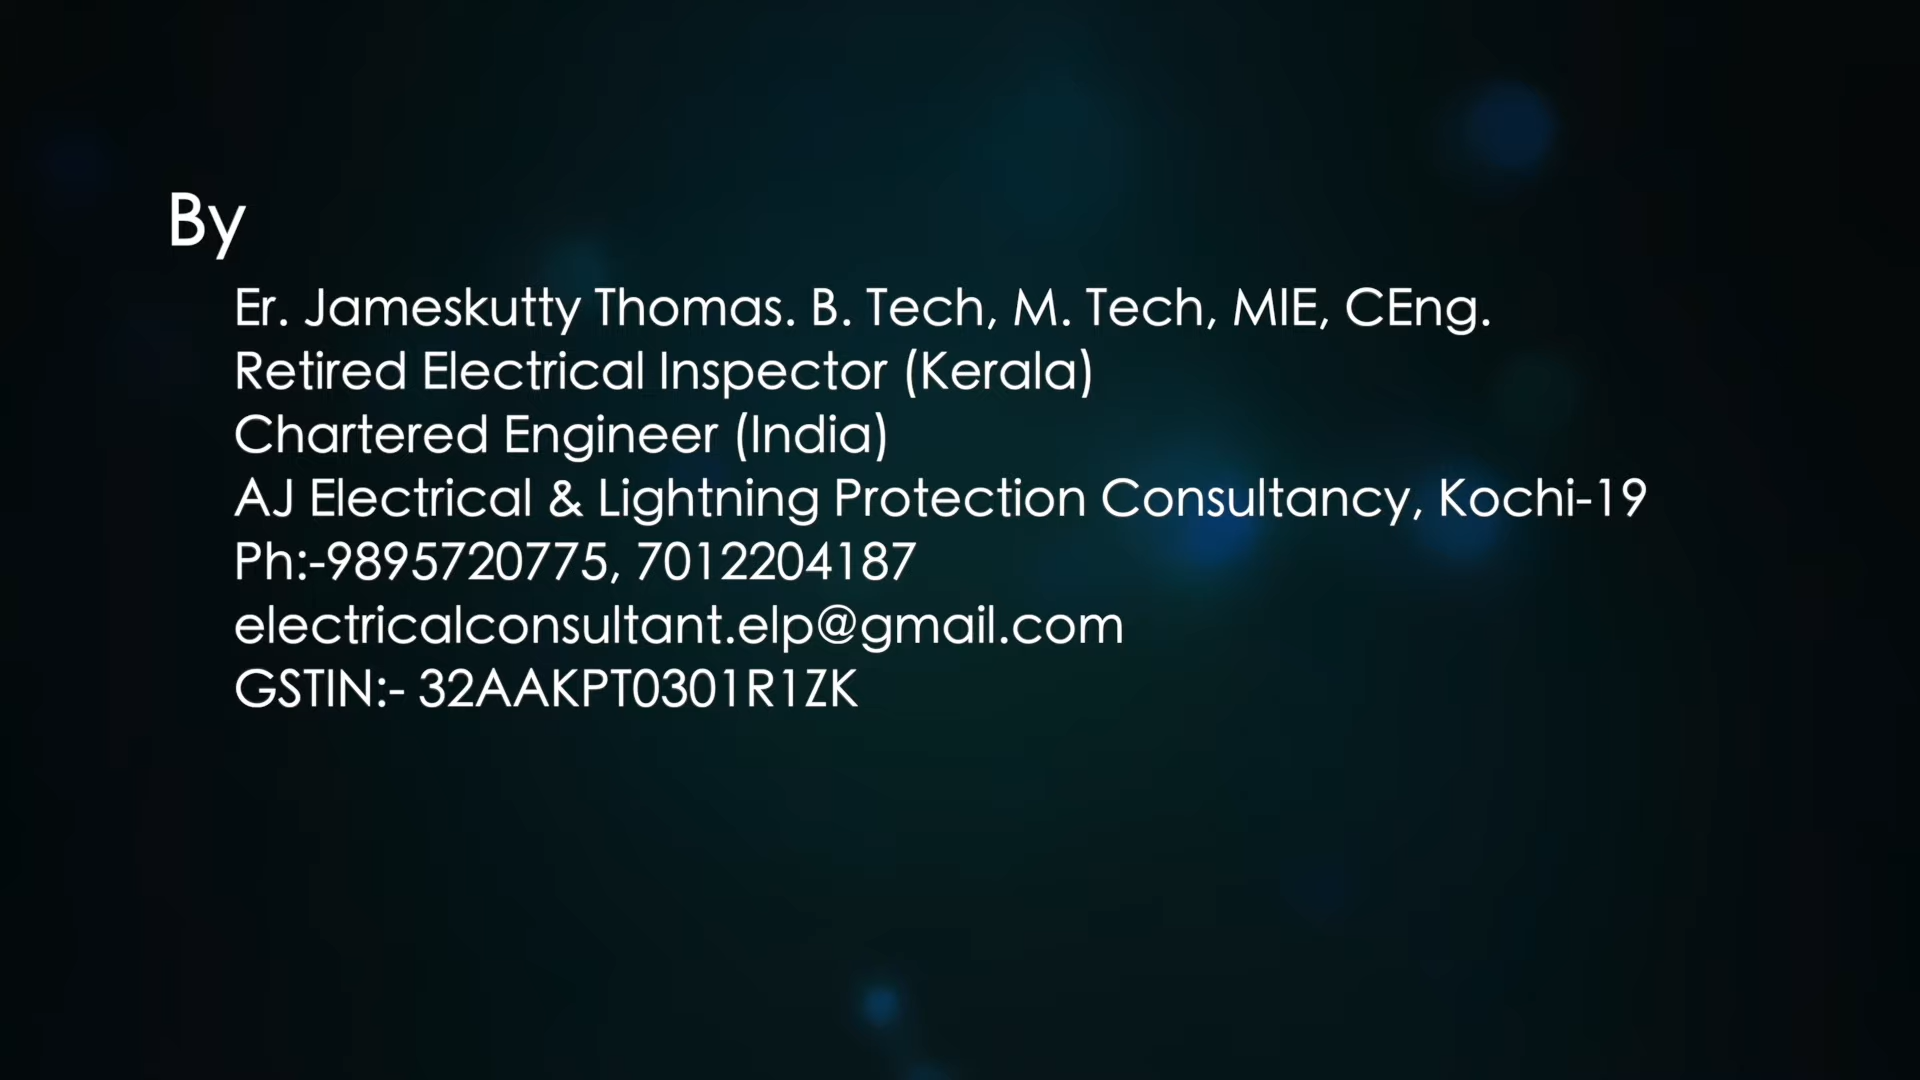 By
Er. Jameskutty Thomas. B. Tech, M. Tech, MIE, CEng.
Retired Electrical Inspector (Kerala)
Chartered Engineer (India)
AJ Electrical & Lightning Protection Consultancy, Kochi-19
Ph:-9895720775, 7012204187
electricalconsultant.elp@gmail.com
GSTIN:- 32AAKPT0301R1ZK